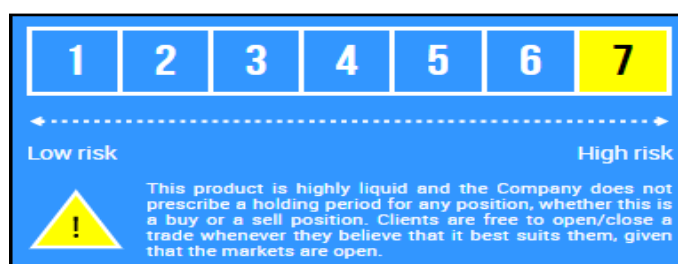 1 2 3 4 5 6 7
Low risk High risk
!
This product is highly liquid and the Company does not
prescribe a holding period for any position, whether this is
a buy or a sell position. Clients are free to open/close a
trade whenever they believe that it best suits them, given
that the markets are open.